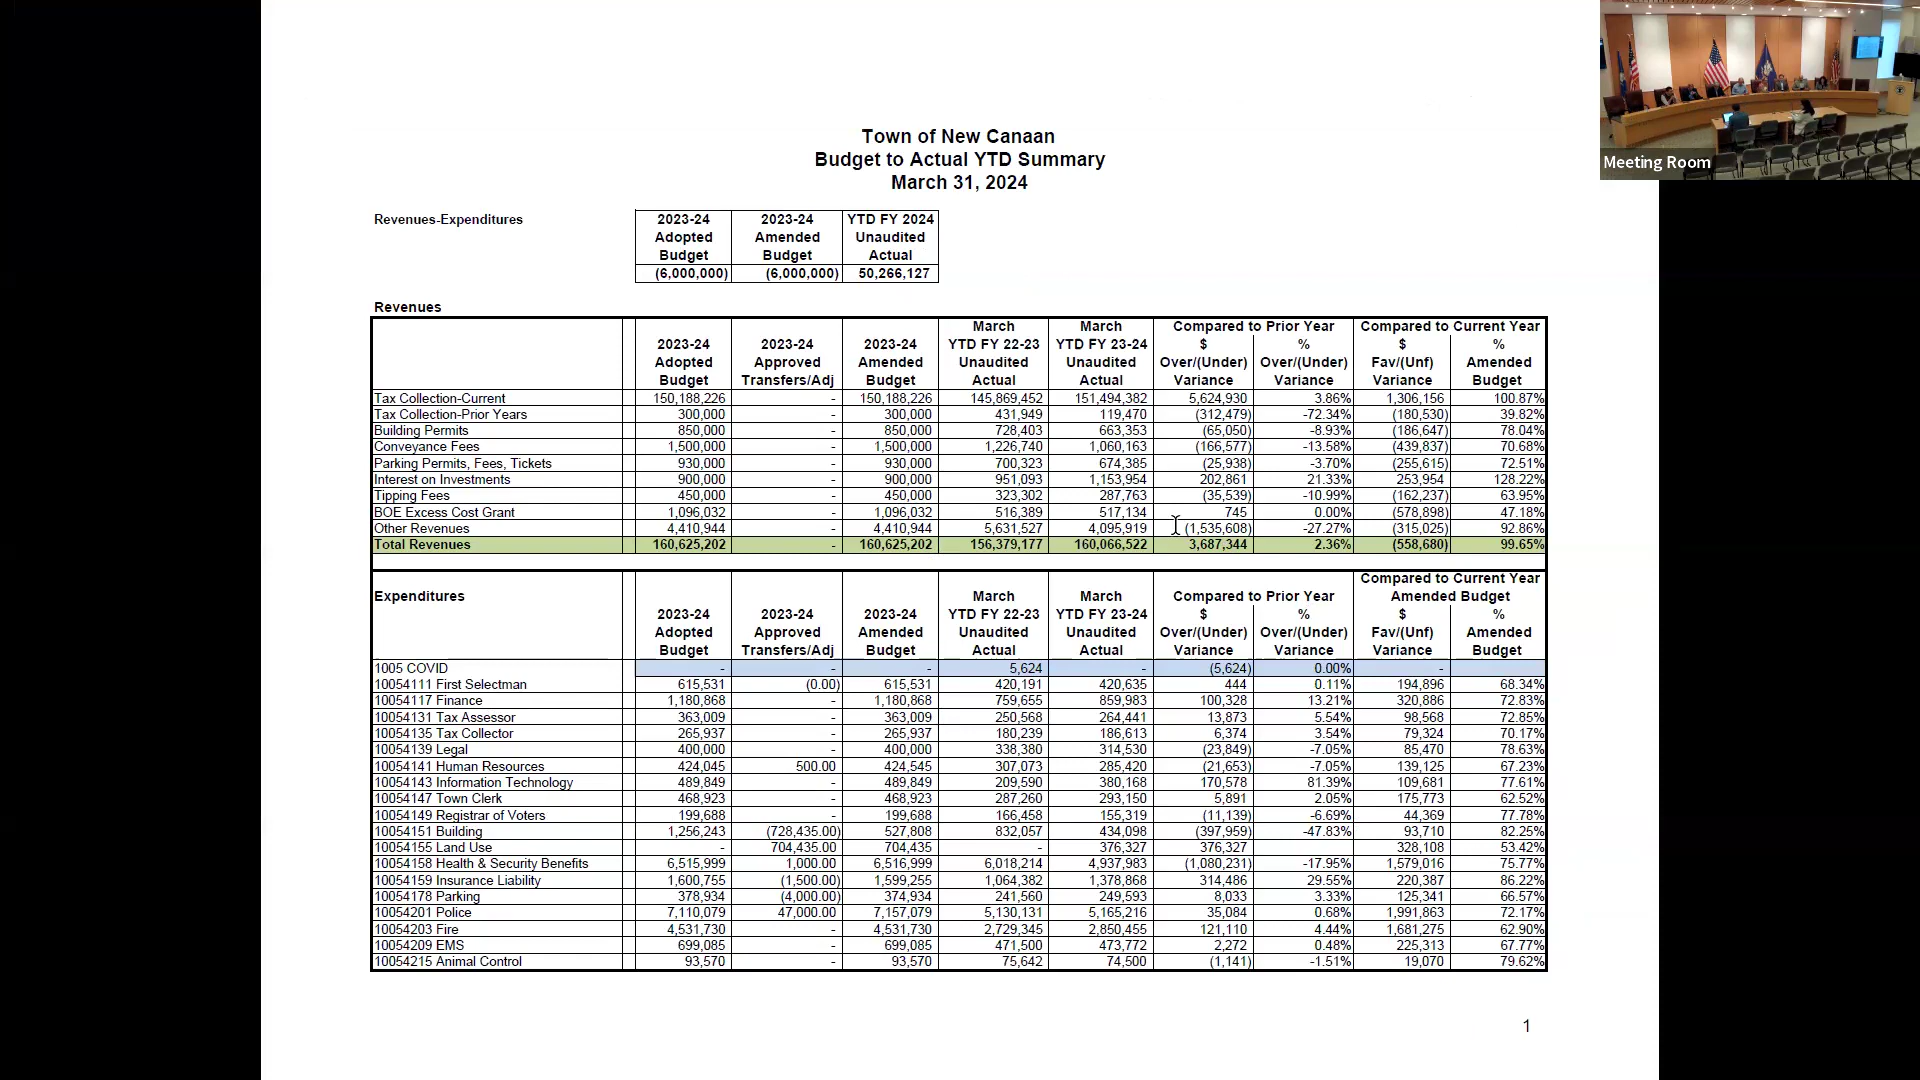 Meeting Room
Town of New Canaan
Budget to Actual YTD Summary
March 31, 2024
Revenues-Expenditures
2023-24 Adopted Budget | 2023-24 Amended Budget | YTD FY 2024 Unaudited Actual
(6,000,000) (6,000,000) 50,266,127
Revenues
Compared to Prior Year | Compared to Current Year
2023-24 Adopted Budget | 2023-24 Approved Transfers/Adj | 2023-24 Amended Budget | March YTD FY 22-23 Unaudited Actual | March YTD FY 23-24 Unaudited Actual | $ Over/(Under) Variance | % Over/(Under) Variance | $ Fav/(Unf) Variance | % Amended Budget
Tax Collection-Current 150,188,226 - 150,188,226 145,869,452 151,494,382 5,624,930 3.86% 1,306,156 100.87%
Tax Collection-Prior Years 300,000 - 300,000 431,949 119,470 (312,479) -72.34% (180,530) 39.82%
Building Permits 850,000 - 850,000 728,403 663,353 (65,050) -8.93% (186,647) 78.04%
Conveyance Fees 1,500,000 - 1,500,000 1,226,740 1,060,163 (166,577) -13.58% (439,837) 70.68%
Parking Permits, Fees, Tickets 930,000 - 930,000 700,323 674,385 (25,938) -3.70% (255,615) 72.51%
Interest on Investments 900,000 - 900,000 951,093 1,153,954 202,861 21.33% 253,954 128.22%
Tipping Fees 450,000 - 450,000 323,302 287,763 (35,539) -10.99% (162,237) 63.95%
BOE Excess Cost Grant 1,096,032 - 1,096,032 516,389 517,134 745 0.00% (578,898) 47.18%
Other Revenues 4,410,944 - 4,410,944 5,631,527 4,095,919 (1,535,608) -27.27% (315,025) 92.86%
Total Revenues 160,625,202 - 160,625,202 156,379,177 160,066,522 3,687,344 2.36% (558,680) 99.65%
Expenditures
Compared to Prior Year | Compared to Current Year Amended Budget
2023-24 Adopted Budget | 2023-24 Approved Transfers/Adj | 2023-24 Amended Budget | March YTD FY 22-23 Unaudited Actual | March YTD FY 23-24 Unaudited Actual | $ Over/(Under) Variance | % Over/(Under) Variance | $ Fav/(Unf) Variance | % Amended Budget
1005 COVID - - - 5,624 - (5,624) 0.00% -
10054111 First Selectman 615,531 (0.00) 615,531 420,191 420,635 444 0.11% 194,896 68.34%
10054117 Finance 1,180,868 - 1,180,868 759,655 859,983 100,328 13.21% 320,886 72.83%
10054131 Tax Assessor 363,009 - 363,009 250,568 264,441 13,873 5.54% 98,568 72.85%
10054135 Tax Collector 265,937 - 265,937 180,239 186,613 6,374 3.54% 79,324 70.17%
10054139 Legal 400,000 - 400,000 338,380 314,530 (23,849) -7.05% 85,470 78.63%
10054141 Human Resources 424,045 500.00 424,545 307,073 285,420 (21,653) -7.05% 139,125 67.23%
10054143 Information Technology 489,849 - 489,849 209,590 380,168 170,578 81.39% 109,681 77.61%
10054147 Town Clerk 468,923 - 468,923 287,260 293,150 5,891 2.05% 175,773 62.52%
10054149 Registrar of Voters 199,688 - 199,688 166,458 155,319 (11,139) -6.69% 44,369 77.78%
10054151 Building 1,256,243 (728,435.00) 527,808 832,057 434,098 (397,959) -47.83% 93,710 82.25%
10054155 Land Use - 704,435.00 704,435 - 376,327 376,327 328,108 53.42%
10054158 Health & Security Benefits 6,515,999 1,000.00 6,516,999 6,018,214 4,937,983 (1,080,231) -17.95% 1,579,016 75.77%
10054159 Insurance Liability 1,600,755 (1,500.00) 1,599,255 1,064,382 1,378,868 314,486 29.55% 220,387 86.22%
10054178 Parking 378,934 (4,000.00) 374,934 241,560 249,593 8,033 3.33% 125,341 66.57%
10054201 Police 7,110,079 47,000.00 7,157,079 5,130,131 5,165,216 35,084 0.68% 1,991,863 72.17%
10054203 Fire 4,531,730 - 4,531,730 2,729,345 2,850,455 121,110 4.44% 1,681,275 62.90%
10054209 EMS 699,085 - 699,085 471,500 473,772 2,272 0.48% 225,313 67.77%
10054215 Animal Control 93,570 - 93,570 75,642 74,500 (1,141) -1.51% 19,070 79.62%
1